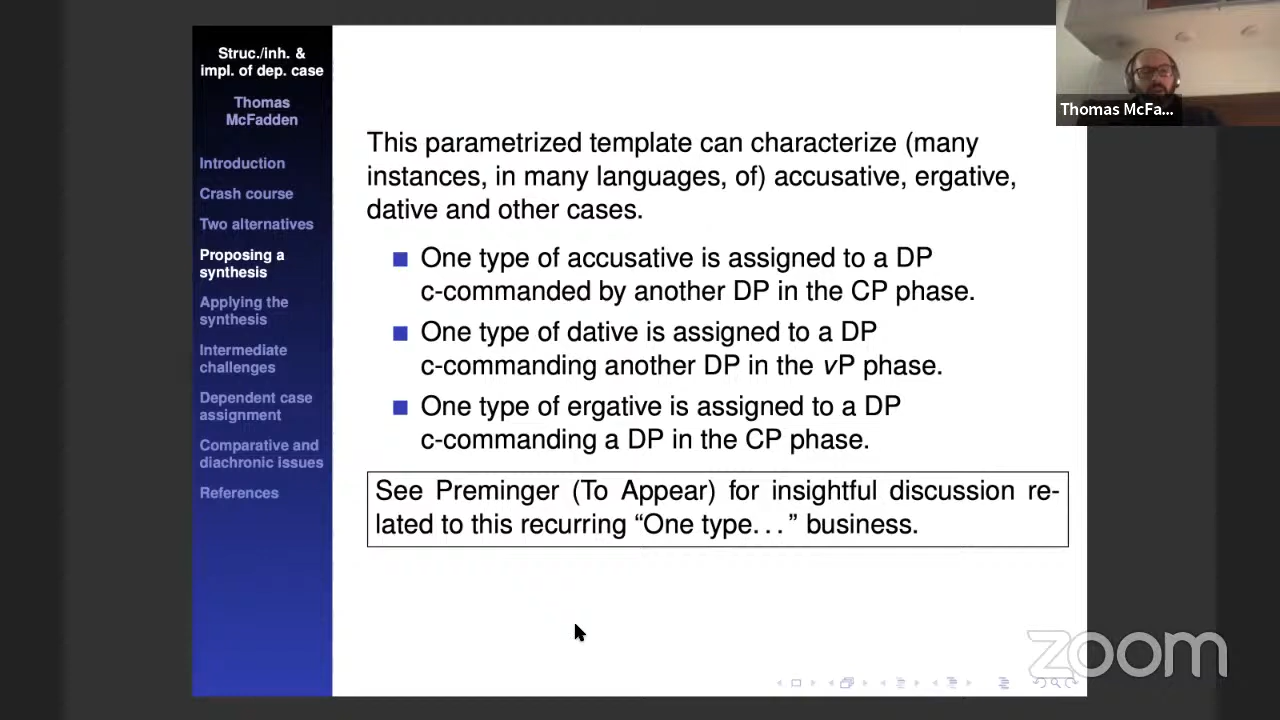 Struc./inh. &
impl. of dep. case
Thomas
McFadden
Introduction
Crash course
Two alternatives
Proposing a
synthesis
Applying the
synthesis
Intermediate
challenges
Dependent case
assignment
Comparative and
diachronic issues
References
This parametrized template can characterize (many
instances, in many languages, of) accusative, ergative,
dative and other cases.
One type of accusative is assigned to a DP
c-commanded by another DP in the CP phase.
One type of dative is assigned to a DP
c-commanding another DP in the vP phase.
One type of ergative is assigned to a DP
c-commanding a DP in the CP phase.
See Preminger (To Appear) for insightful discussion re-
lated to this recurring “One type. . . ” business.
Thomas McFa...
zoom